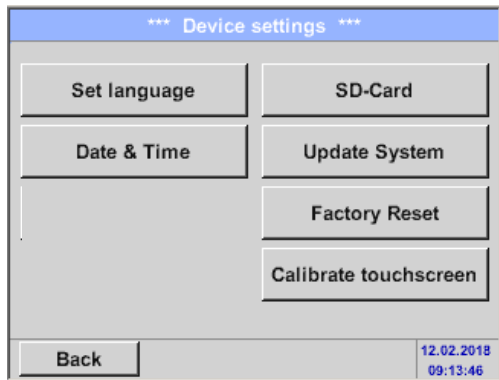 *** Device settings ***
Set language
SD-Card
Date & Time
Update System
Factory Reset
Calibrate touchscreen
Back
12.02.2018
09:13:46